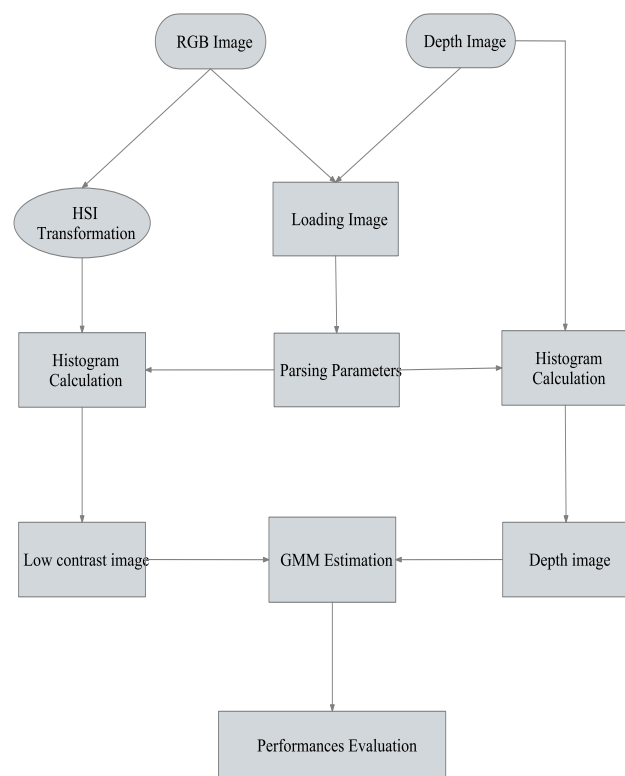 RGB Image
Depth Image
HSI
Transformation
Loading Image
Histogram
Calculation
Parsing Parameters
Histogram
Calculation
Low contrast image
GMM Estimation
Depth image
Performances Evaluation